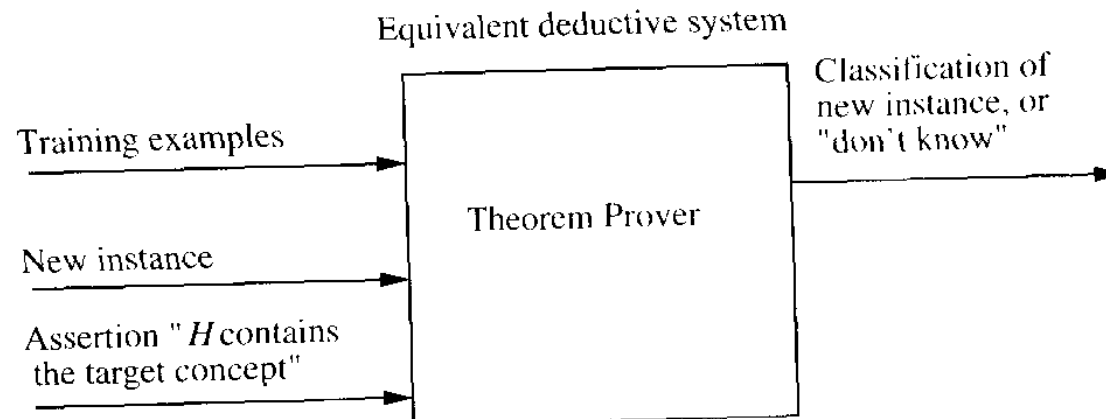 Equivalent deductive system
Classification of
new instance, or
"don't know"
Training examples
Theorem Prover
New instance
Assertion " H contains
the target concept"